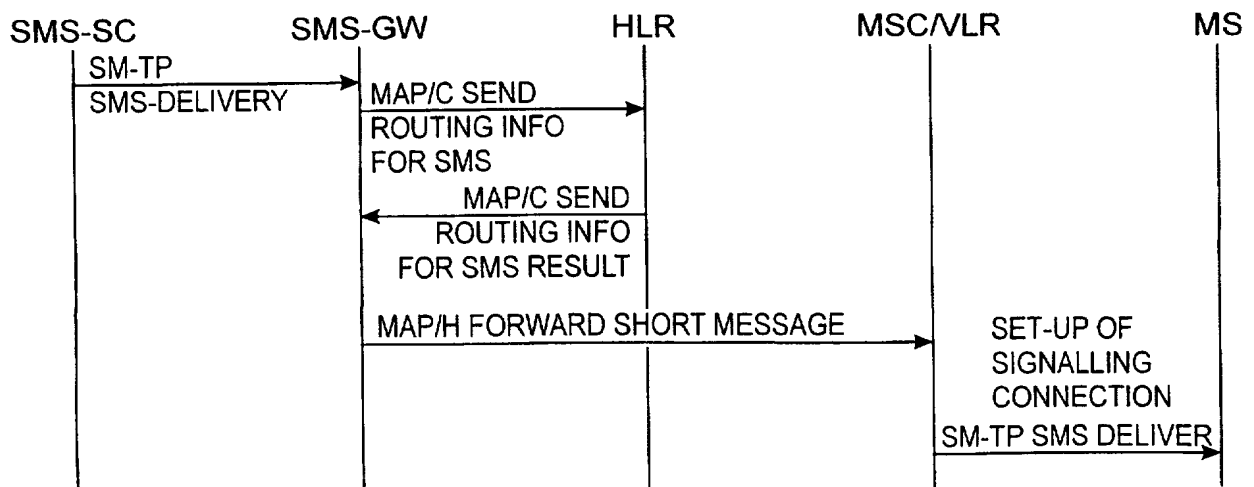 SMS-SC SMS-GW HLR MSC/VLR MS
SM-TP
SMS-DELIVERY
MAP/C SEND
ROUTING INFO
FOR SMS
MAP/C SEND
ROUTING INFO
FOR SMS RESULT
MAP/H FORWARD SHORT MESSAGE
SET-UP OF
SIGNALLING
CONNECTION
SM-TP SMS DELIVER